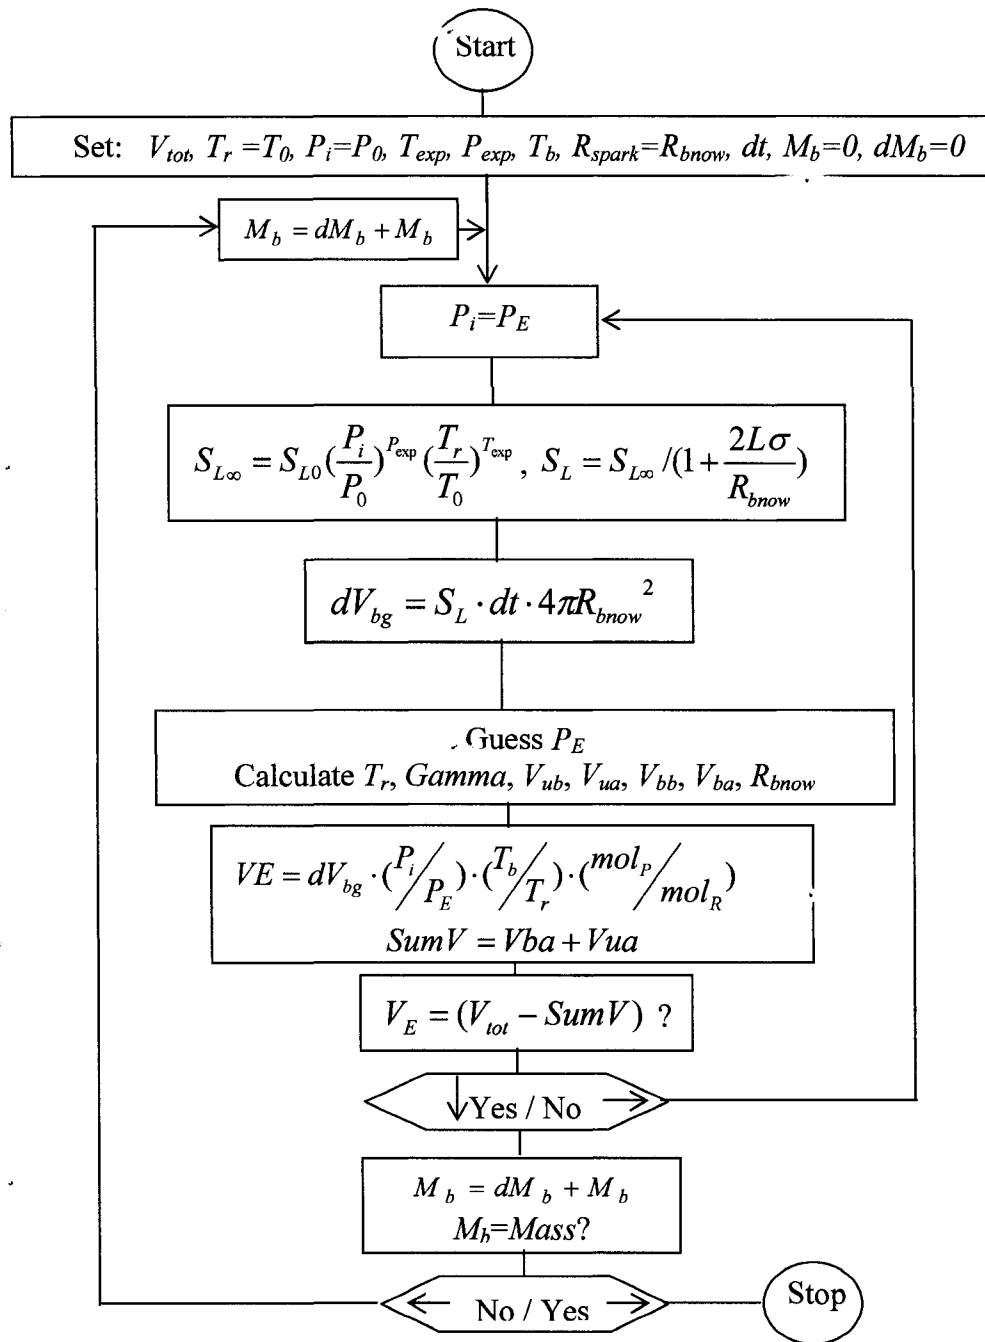 Start
Set: V_tot, T_r =T_0, P_i=P_0, T_exp, P_exp, T_b, R_spark=R_bnow, dt, M_b=0, dM_b=0
M_b = dM_b + M_b
P_i=P_E
S_L∞ = S_L0 (P_i/P_0)^P_exp (T_r/T_0)^T_exp , S_L = S_L∞ /(1 + 2Lσ/R_bnow)
dV_bg = S_L · dt · 4πR_bnow^2
Guess P_E
Calculate T_r, Gamma, V_ub, V_ua, V_bb, V_ba, R_bnow
VE = dV_bg · (P_i/P_E) · (T_b/T_r) · (mol_P/mol_R)
SumV = Vba + Vua
V_E = (V_tot − SumV) ?
↓Yes / No →
M_b = dM_b + M_b
M_b=Mass?
← No / Yes →
Stop